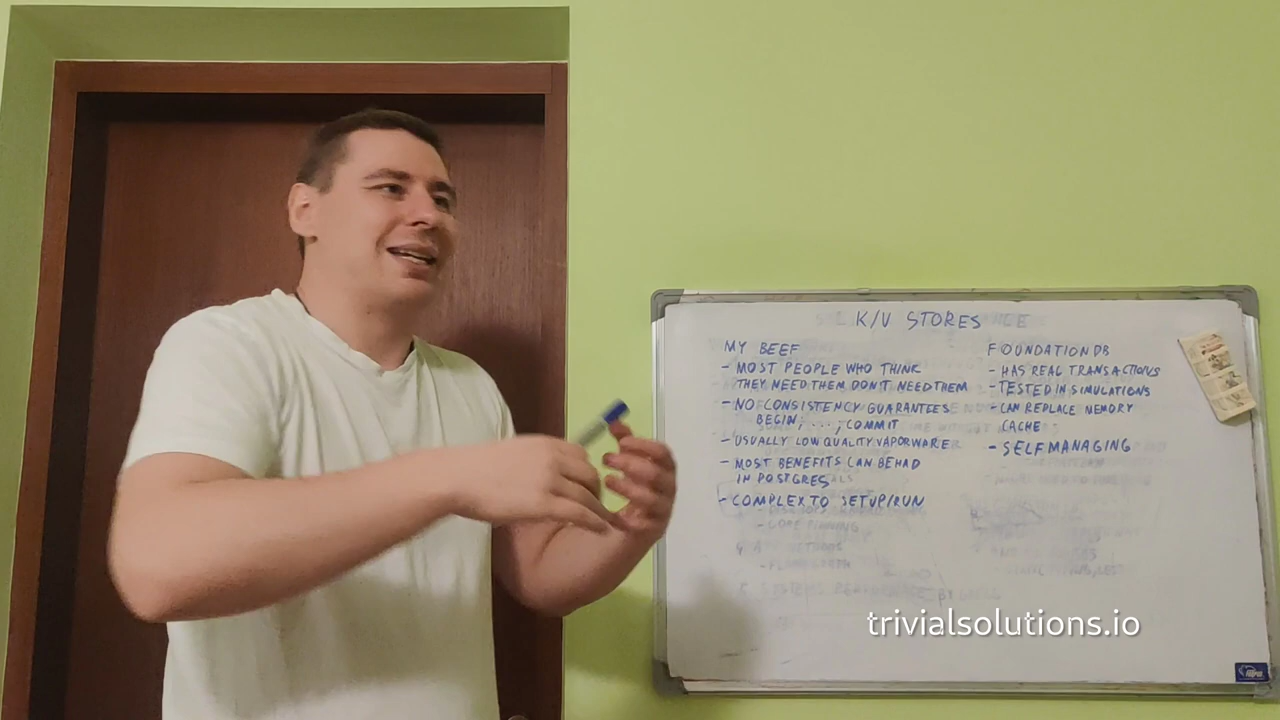 K/V STORES
MY BEEF
- MOST PEOPLE WHO THINK
THEY NEED THEM DON'T NEED THEM
- NO CONSISTENCY GUARANTEES
BEGIN; ...; COMMIT
- USUALLY LOW QUALITY VAPORWARE
- MOST BENEFITS CAN BE HAD
IN POSTGRES
- COMPLEX TO SETUP/RUN
FOUNDATIONDB
- HAS REAL TRANSACTIONS
- TESTED IN SIMULATIONS
- CAN REPLACE MEMORY
CACHE
- SELF MANAGING
trivialsolutions.io